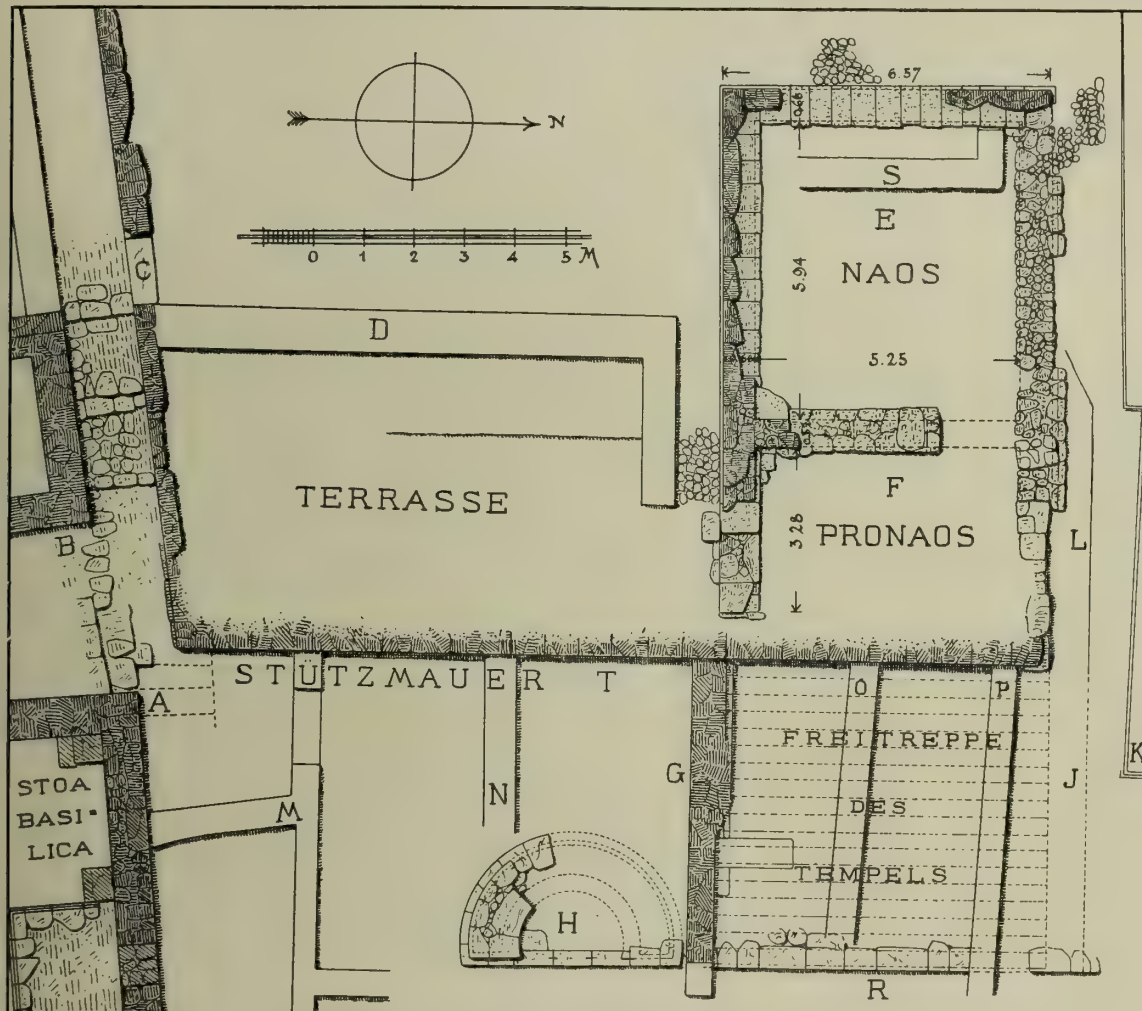 6.57
0.68
N
S
0 1 2 3 4 5 M
E
C
NAOS
5.94
D
5.25
TERRASSE
F
B
3.28
PRONAOS
L
STÜTZMAUER T
A
O P
FREITREPPE
K
G
J
STOA
BASI-
LICA
M
N
DES
TEMPELS
H
R